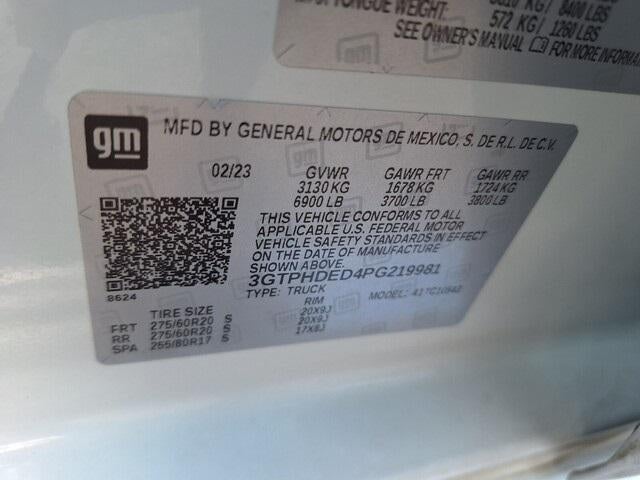 TONGUE WEIGHT:
KG / 8400 LBS
572 KG / 1260 LBS
SEE OWNER'S MANUAL FOR MORE
gm
MFD BY GENERAL MOTORS DE MEXICO, S. DE R.L. DE C.V.
02/23 GVWR GAWR FRT GAWR RR
3130 KG 1678 KG 1724 KG
6900 LB 3700 LB 3800 LB
THIS VEHICLE CONFORMS TO ALL
APPLICABLE U.S. FEDERAL MOTOR
VEHICLE SAFETY STANDARDS IN EFFECT
ON THE DATE OF MANUFACTURE
SHOWN ABOVE.
3GTPHDED4PG219981
TYPE: TRUCK MODEL:
8624
TIRE SIZE RIM
FRT 275/60R20 S 20X9J
RR 275/60R20 S 20X9J
SPA 255/80R17 S 17X8J